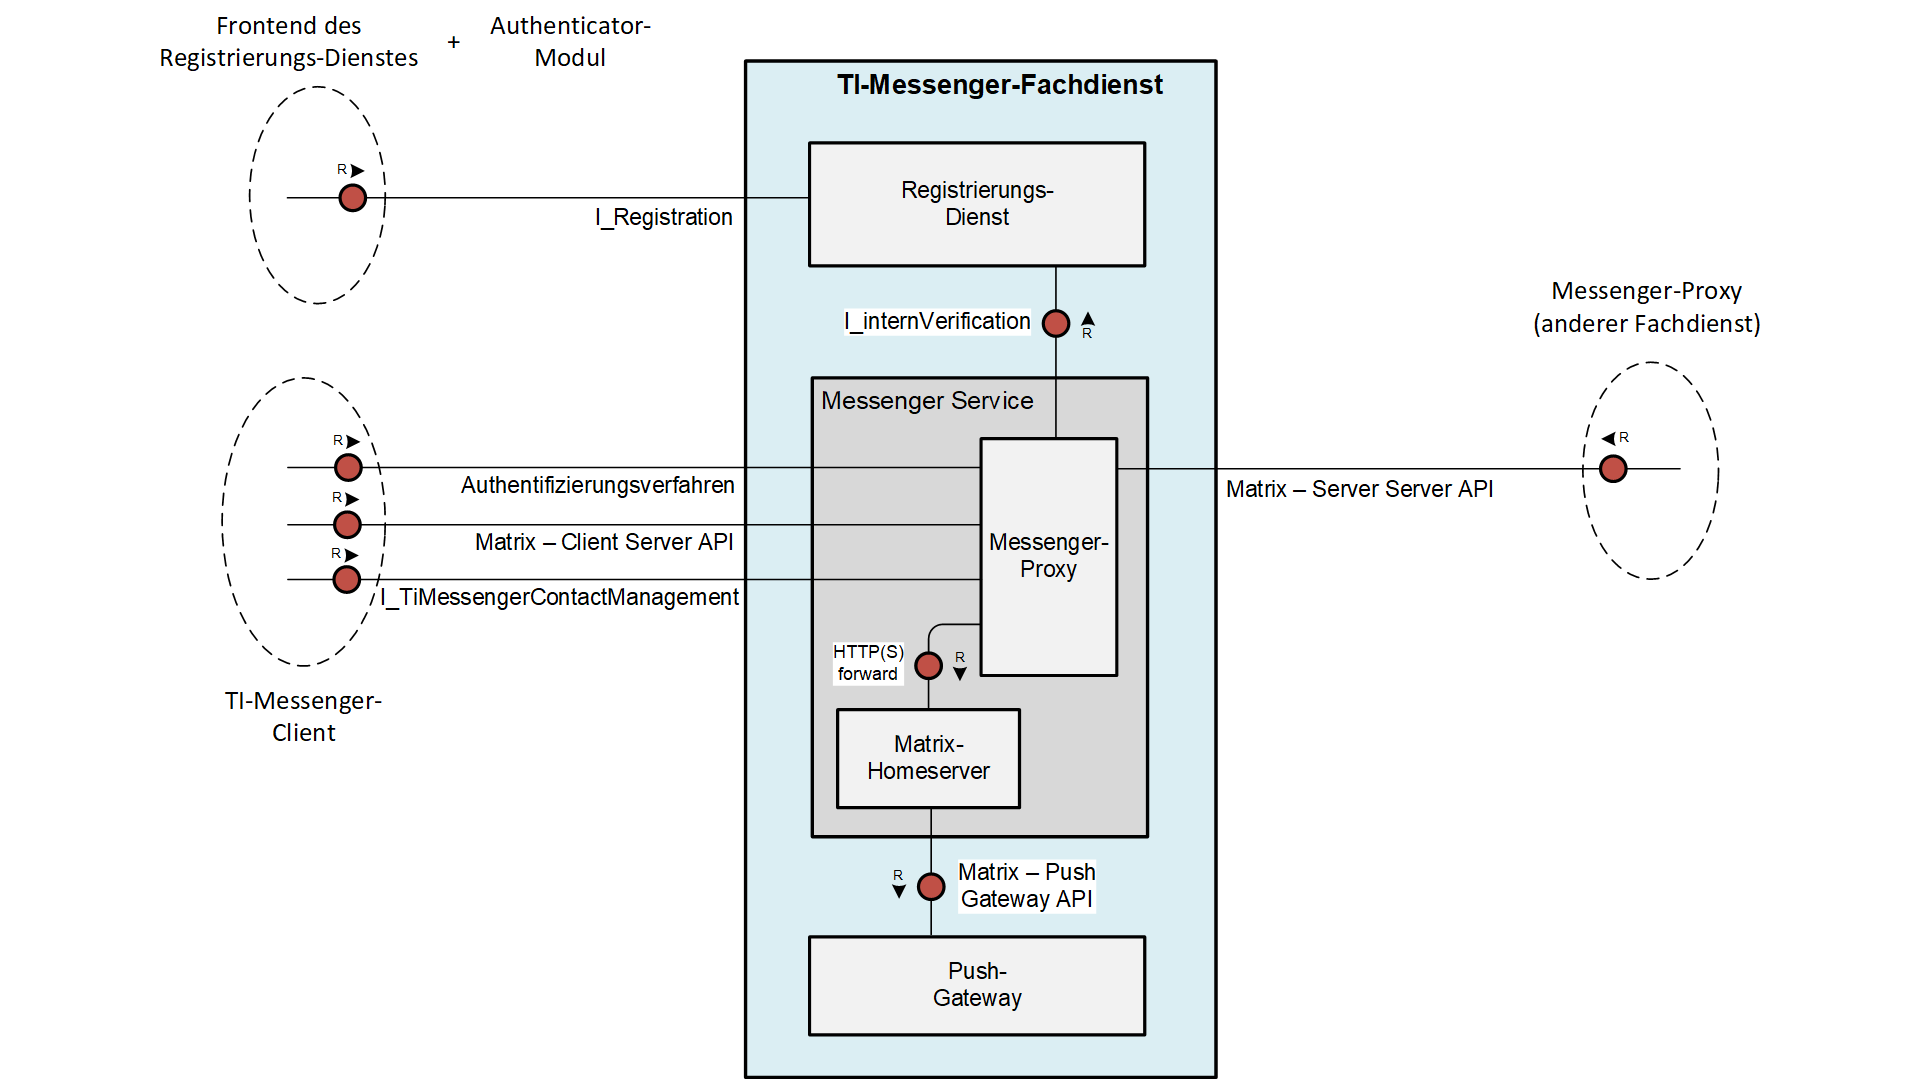 Frontend des
Registrierungs-Dienstes
+
Authenticator-
Modul
TI-Messenger-Fachdienst
R
Registrierungs-
Dienst
I_Registration
I_internVerification
R
Messenger-Proxy
(anderer Fachdienst)
Messenger Service
R
Authentifizierungsverfahren
R
Matrix – Client Server API
R
I_TiMessengerContactManagement
Messenger-
Proxy
R
Matrix – Server Server API
HTTP(S)
forward
R
TI-Messenger-
Client
Matrix-
Homeserver
R
Matrix – Push
Gateway API
Push-
Gateway